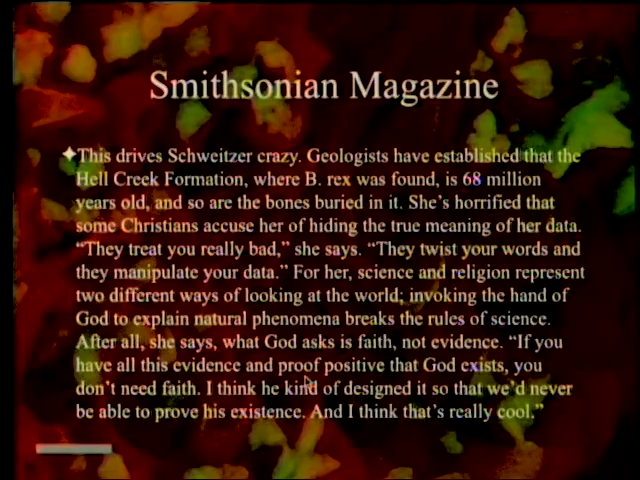 Smithsonian Magazine
✦This drives Schweitzer crazy. Geologists have established that the
Hell Creek Formation, where B. rex was found, is 68 million
years old, and so are the bones buried in it. She's horrified that
some Christians accuse her of hiding the true meaning of her data.
“They treat you really bad,” she says. “They twist your words and
they manipulate your data.” For her, science and religion represent
two different ways of looking at the world; invoking the hand of
God to explain natural phenomena breaks the rules of science.
After all, she says, what God asks is faith, not evidence. “If you
have all this evidence and proof positive that God exists, you
don't need faith. I think he kind of designed it so that we'd never
be able to prove his existence. And I think that's really cool.”